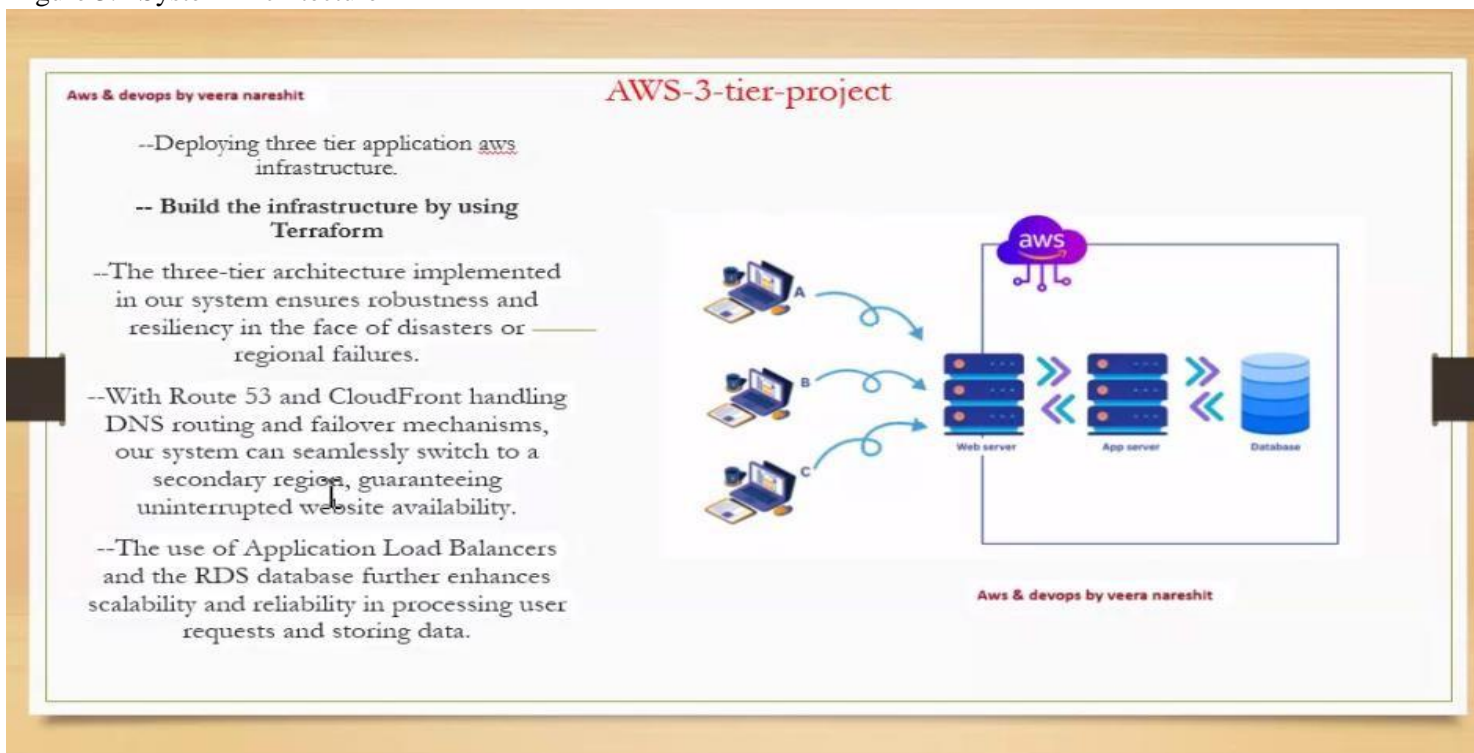 Aws & devops by veera nareshit
AWS-3-tier-project
--Deploying three tier application aws
infrastructure.
-- Build the infrastructure by using
Terraform
--The three-tier architecture implemented
in our system ensures robustness and
resiliency in the face of disasters or
regional failures.
--With Route 53 and CloudFront handling
DNS routing and failover mechanisms,
our system can seamlessly switch to a
secondary region, guaranteeing
uninterrupted website availability.
--The use of Application Load Balancers
and the RDS database further enhances
scalability and reliability in processing user
requests and storing data.
aws
A
B
C
Web server
App server
Database
Aws & devops by veera nareshit